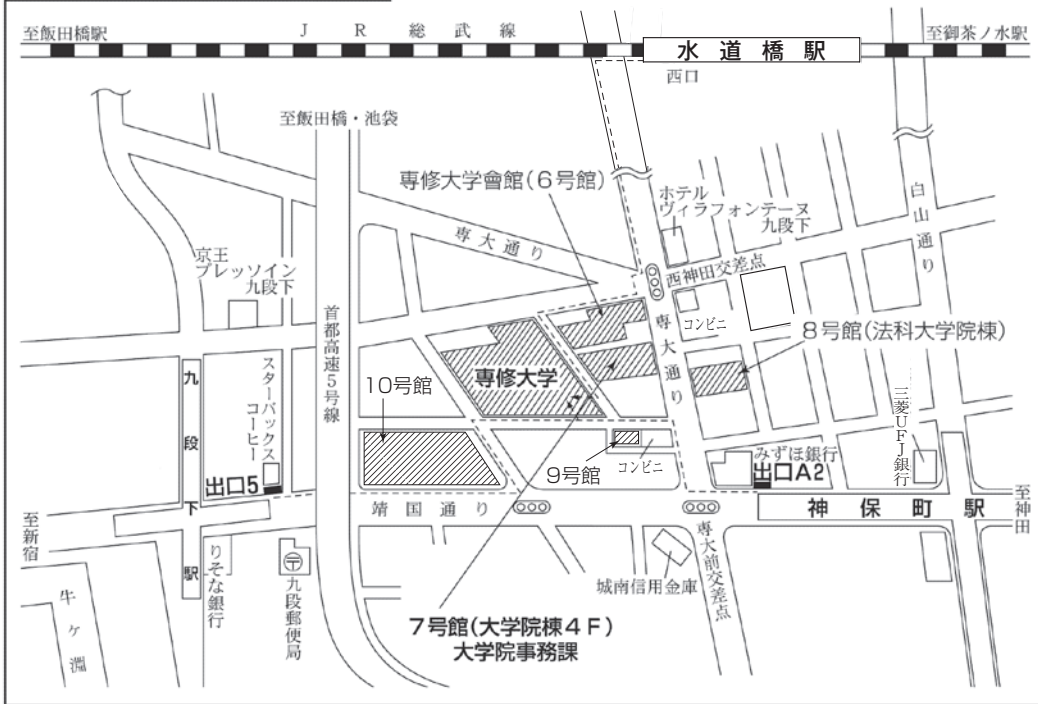 至飯田橋駅
JR総武線
水道橋駅
至御茶ノ水駅
西口
至飯田橋・池袋
専修大学會館(6号館)
ホテル
ヴィラフォンテーヌ
九段下
白山通り
専大通り
西神田交差点
京王
プレッソイン
九段下
コンビニ
8号館(法科大学院棟)
首都高速5号線
専大通り
専修大学
10号館
九段下駅
スターバックス
コーヒー
三菱UFJ銀行
9号館
コンビニ
みずほ銀行
出口A2
出口5
靖国通り
神保町駅
至神田
至新宿
りそな銀行
九段郵便局
城南信用金庫
専大前交差点
牛ケ淵
7号館(大学院棟4F)
大学院事務課